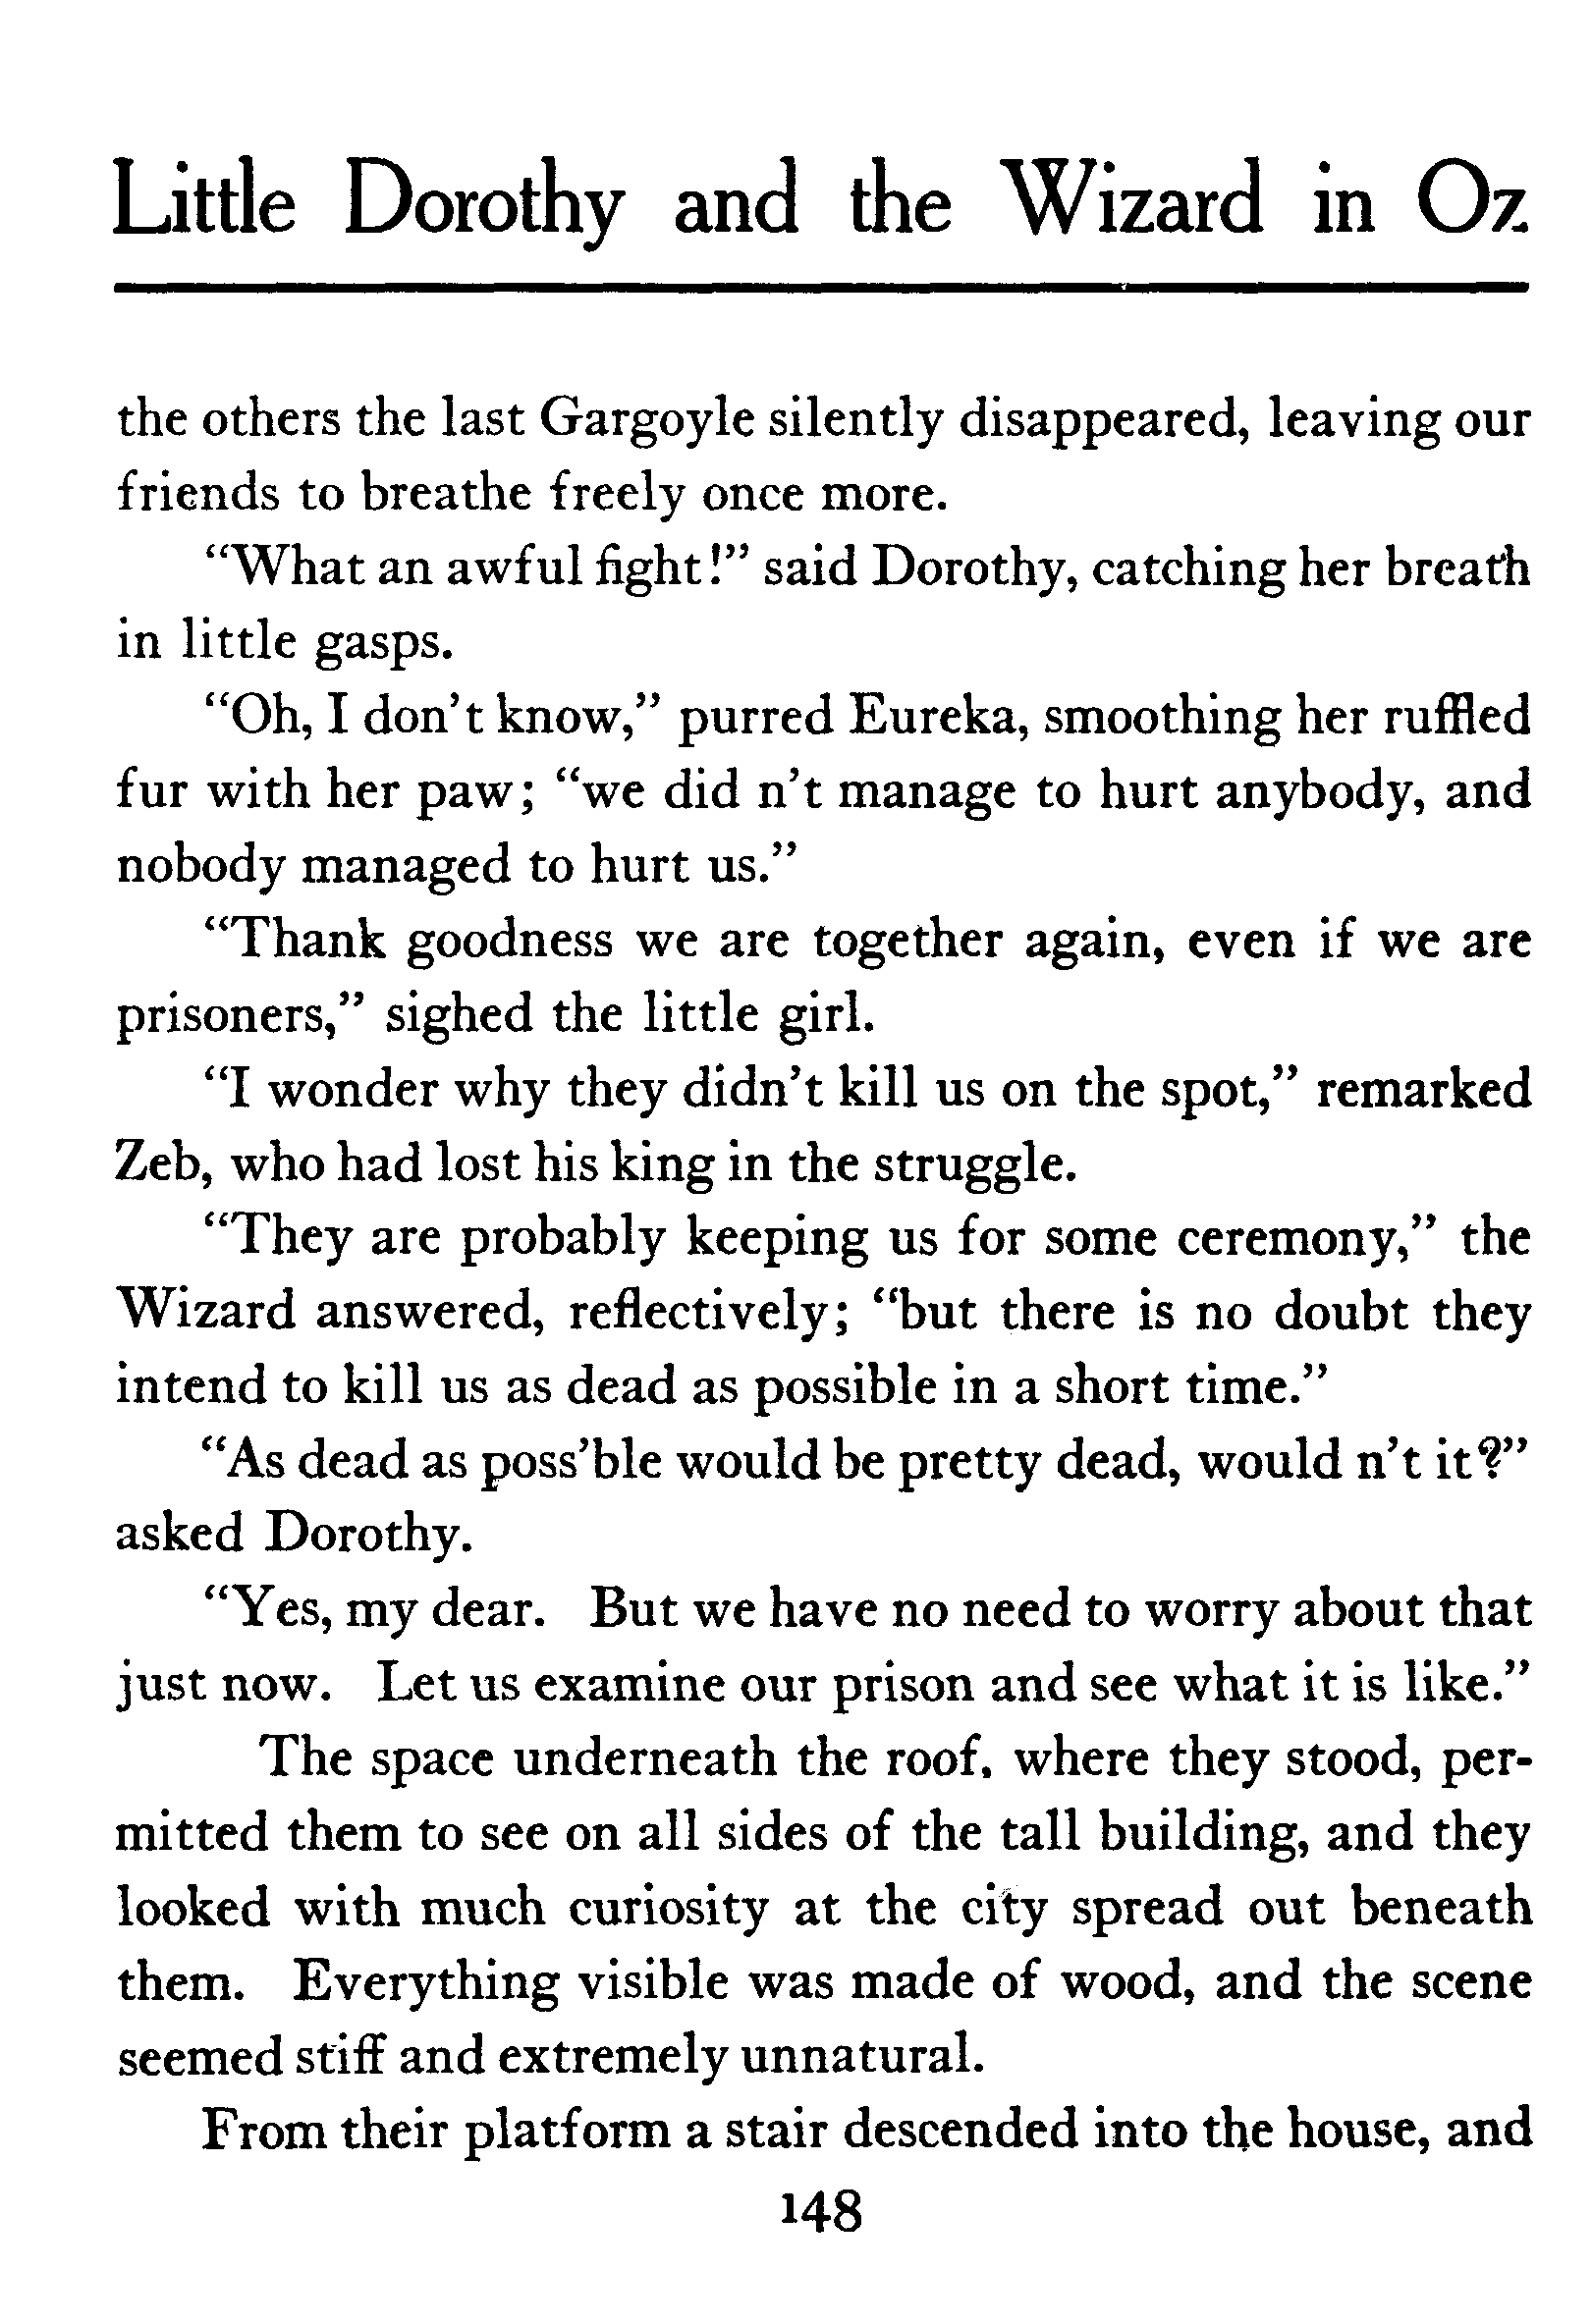 Little Dorothy and the Wizard in Oz
the others the last Gargoyle silently disappeared, leaving our
friends to breathe freely once more.
“What an awful fight!” said Dorothy, catching her breath
in little gasps.
“Oh, I don’t know,” purred Eureka, smoothing her ruffled
fur with her paw; “we did n’t manage to hurt anybody, and
nobody managed to hurt us.”
“Thank goodness we are together again, even if we are
prisoners,” sighed the little girl.
“I wonder why they didn’t kill us on the spot,” remarked
Zeb, who had lost his king in the struggle.
“They are probably keeping us for some ceremony,” the
Wizard answered, reflectively; “but there is no doubt they
intend to kill us as dead as possible in a short time.”
“As dead as poss’ble would be pretty dead, would n’t it?”
asked Dorothy.
“Yes, my dear. But we have no need to worry about that
just now. Let us examine our prison and see what it is like.”
The space underneath the roof, where they stood, per-
mitted them to see on all sides of the tall building, and they
looked with much curiosity at the city spread out beneath
them. Everything visible was made of wood, and the scene
seemed stiff and extremely unnatural.
From their platform a stair descended into the house, and
148